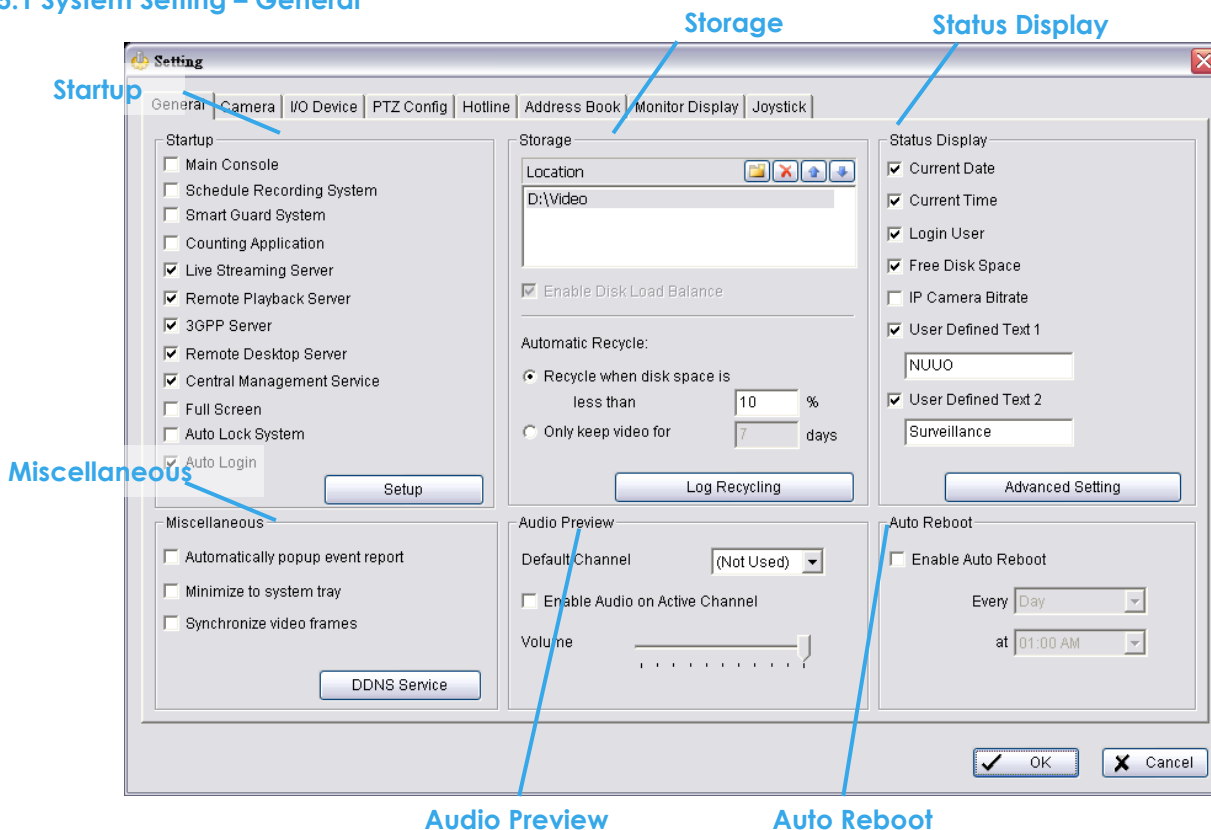 5.1 System Setting – General
Storage
Status Display
Setting
Startup
General Camera I/O Device PTZ Config Hotline Address Book Monitor Display Joystick
Startup
Main Console
Schedule Recording System
Smart Guard System
Counting Application
Live Streaming Server
Remote Playback Server
3GPP Server
Remote Desktop Server
Central Management Service
Full Screen
Auto Lock System
Auto Login
Setup
Storage
Location
D:\Video
Enable Disk Load Balance
Automatic Recycle:
Recycle when disk space is
less than 10 %
Only keep video for 7 days
Log Recycling
Status Display
Current Date
Current Time
Login User
Free Disk Space
IP Camera Bitrate
User Defined Text 1
NUUO
User Defined Text 2
Surveillance
Advanced Setting
Miscellaneous
Miscellaneous
Automatically popup event report
Minimize to system tray
Synchronize video frames
DDNS Service
Audio Preview
Default Channel (Not Used)
Enable Audio on Active Channel
Volume
Auto Reboot
Enable Auto Reboot
Every Day
at 01:00 AM
OK Cancel
Audio Preview
Auto Reboot